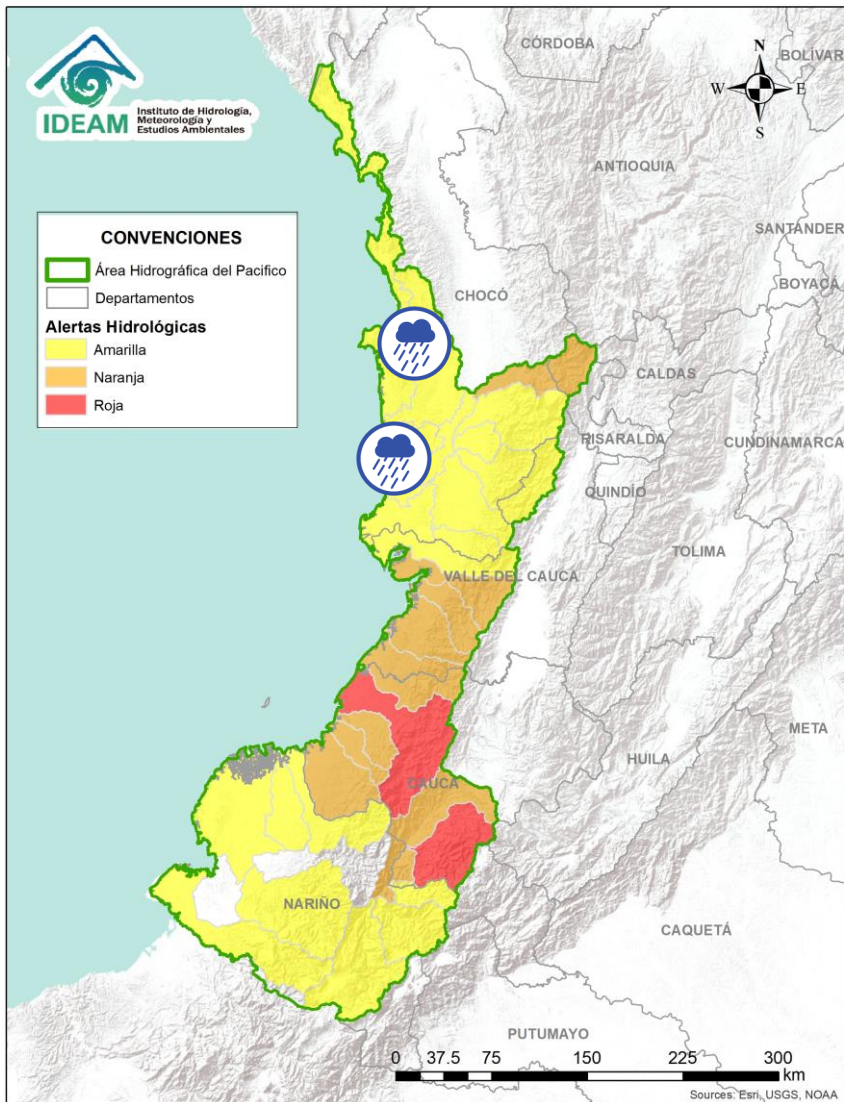 IDEAM
Instituto de Hidrología,
Meteorología y
Estudios Ambientales
N
W E
S
CONVENCIONES
Área Hidrográfica del Pacifico
Departamentos
Alertas Hidrológicas
Amarilla
Naranja
Roja
CÓRDOBA
BOLÍVAR
ANTIOQUIA
SANTANDER
BOYACÁ
CHOCÓ
CALDAS
RISARALDA
CUNDINAMARCA
QUINDÍO
TOLIMA
VALLE DEL CAUCA
META
HUILA
CAUCA
NARIÑO
CAQUETÁ
PUTUMAYO
0 37.5 75 150 225 300
km
Sources: Esri, USGS, NOAA